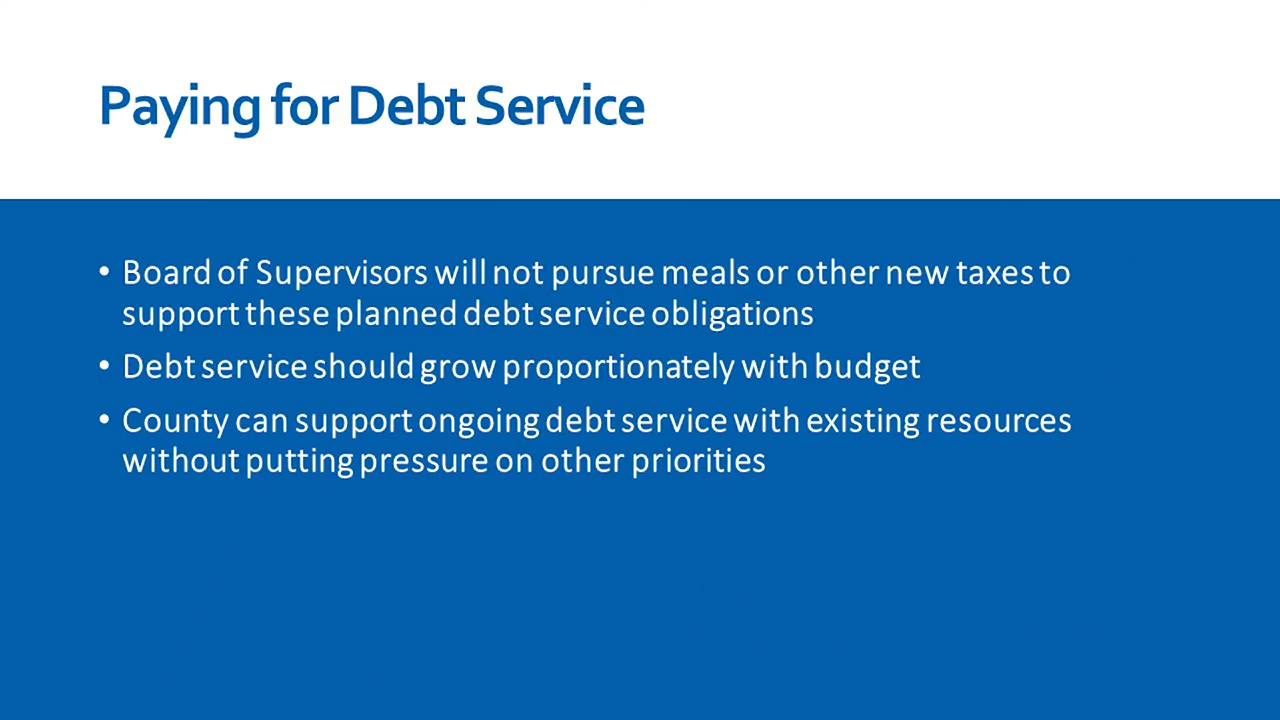 Paying for Debt Service
• Board of Supervisors will not pursue meals or other new taxes to
support these planned debt service obligations
• Debt service should grow proportionately with budget
• County can support ongoing debt service with existing resources
without putting pressure on other priorities